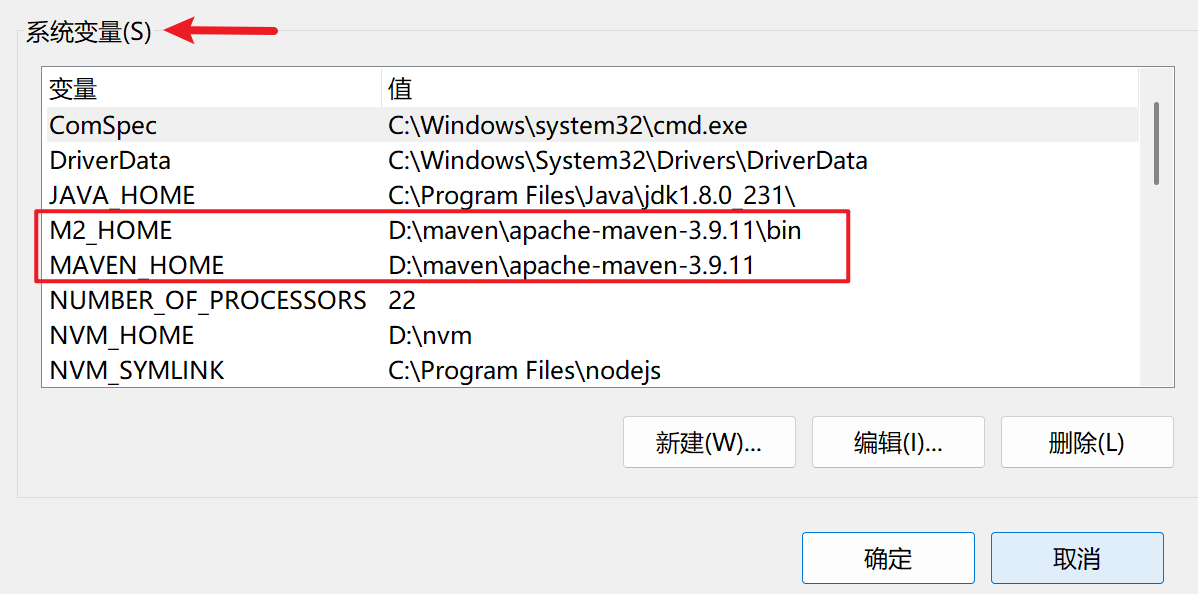 系统变量(S)
变量 值
ComSpec C:\Windows\system32\cmd.exe
DriverData C:\Windows\System32\Drivers\DriverData
JAVA_HOME C:\Program Files\Java\jdk1.8.0_231\
M2_HOME D:\maven\apache-maven-3.9.11\bin
MAVEN_HOME D:\maven\apache-maven-3.9.11
NUMBER_OF_PROCESSORS 22
NVM_HOME D:\nvm
NVM_SYMLINK C:\Program Files\nodejs
新建(W)... 编辑(I)... 删除(L)
确定 取消